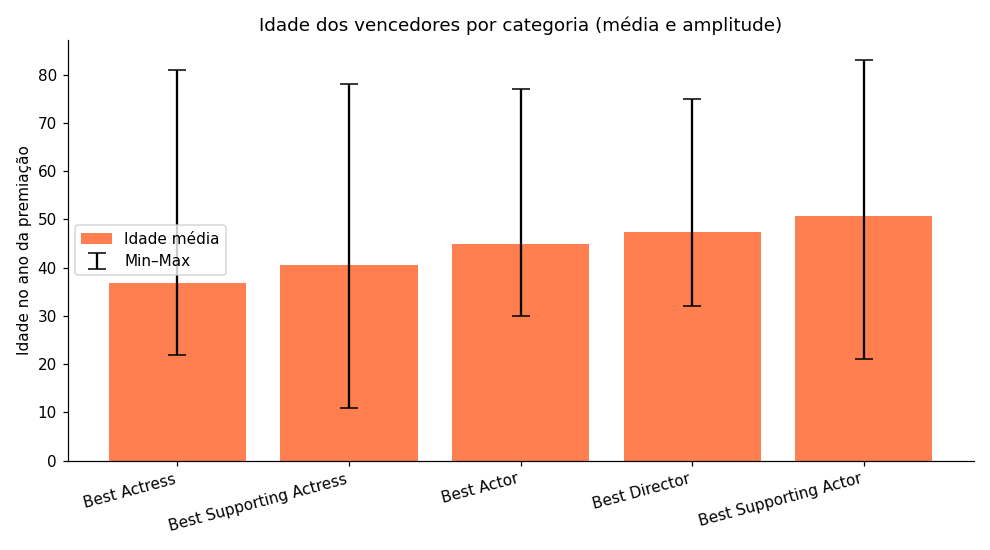 Idade dos vencedores por categoria (média e amplitude)
Idade no ano da premiação
80
70
60
50
40
30
20
10
0
Idade média
Min–Max
Best Actress
Best Supporting Actress
Best Actor
Best Director
Best Supporting Actor